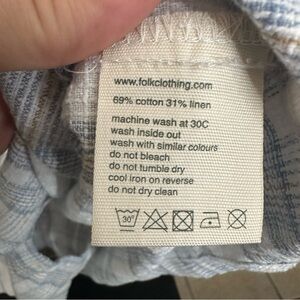 www.folkclothing.com
69% cotton 31% linen
machine wash at 30C
wash inside out
wash with similar colours
do not bleach
do not tumble dry
cool iron on reverse
do not dry clean
30°